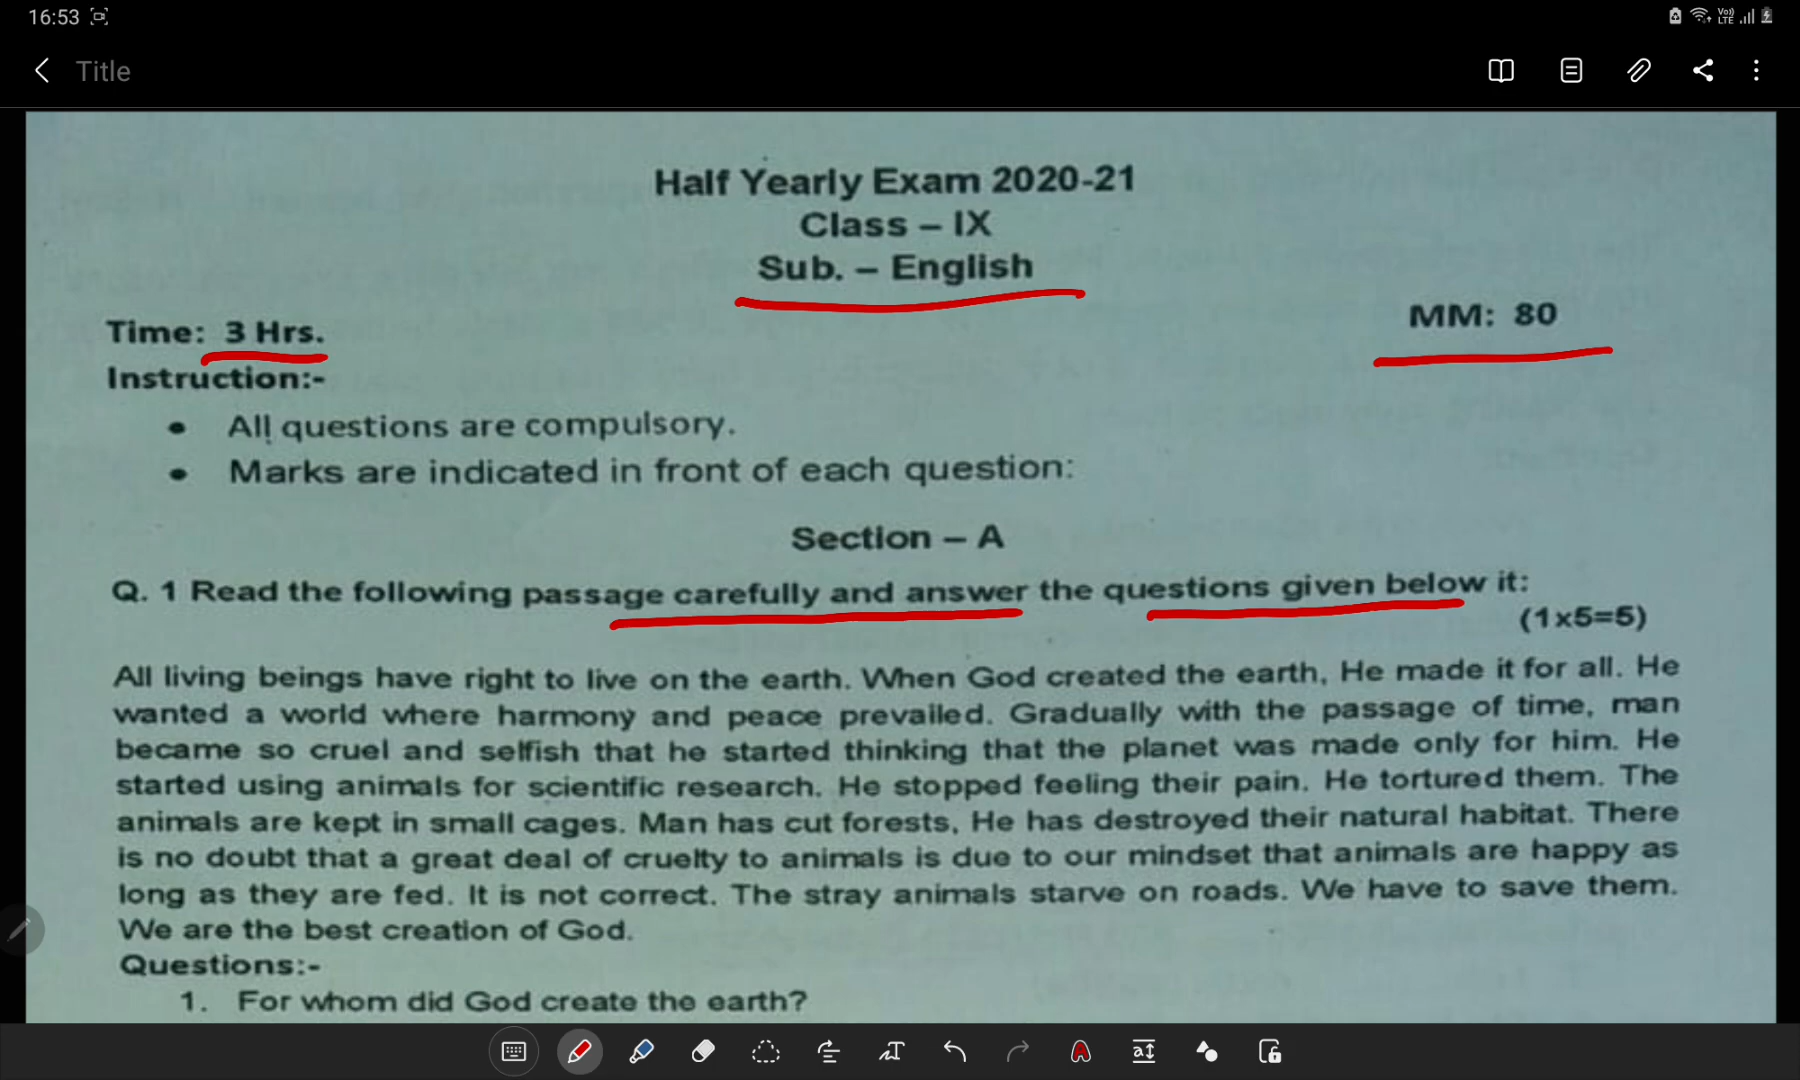 16:53
Vo)) LTE
Title
Half Yearly Exam 2020-21
Class – IX
Sub. – English
MM: 80
Time: 3 Hrs.
Instruction:-
• All questions are compulsory.
• Marks are indicated in front of each question:
Section – A
Q. 1 Read the following passage carefully and answer the questions given below it:
(1x5=5)
All living beings have right to live on the earth. When God created the earth, He made it for all. He
wanted a world where harmony and peace prevailed. Gradually with the passage of time, man
became so cruel and selfish that he started thinking that the planet was made only for him. He
started using animals for scientific research. He stopped feeling their pain. He tortured them. The
animals are kept in small cages. Man has cut forests, He has destroyed their natural habitat. There
is no doubt that a great deal of cruelty to animals is due to our mindset that animals are happy as
long as they are fed. It is not correct. The stray animals starve on roads. We have to save them.
We are the best creation of God.
Questions:-
1. For whom did God create the earth?